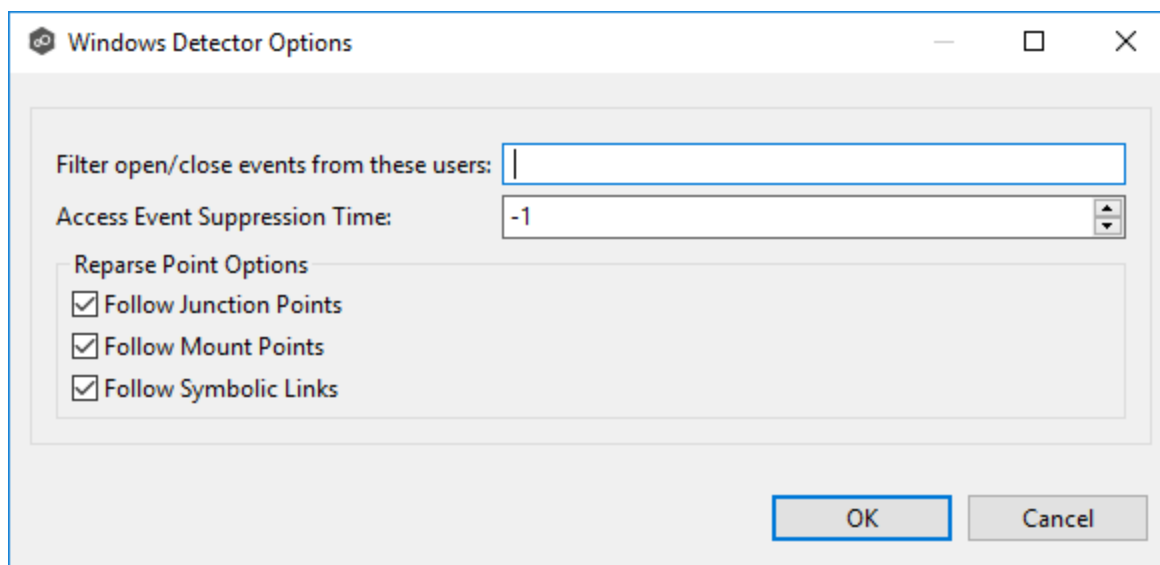 Windows Detector Options
Filter open/close events from these users:
Access Event Suppression Time: -1
Reparse Point Options
Follow Junction Points
Follow Mount Points
Follow Symbolic Links
OK Cancel